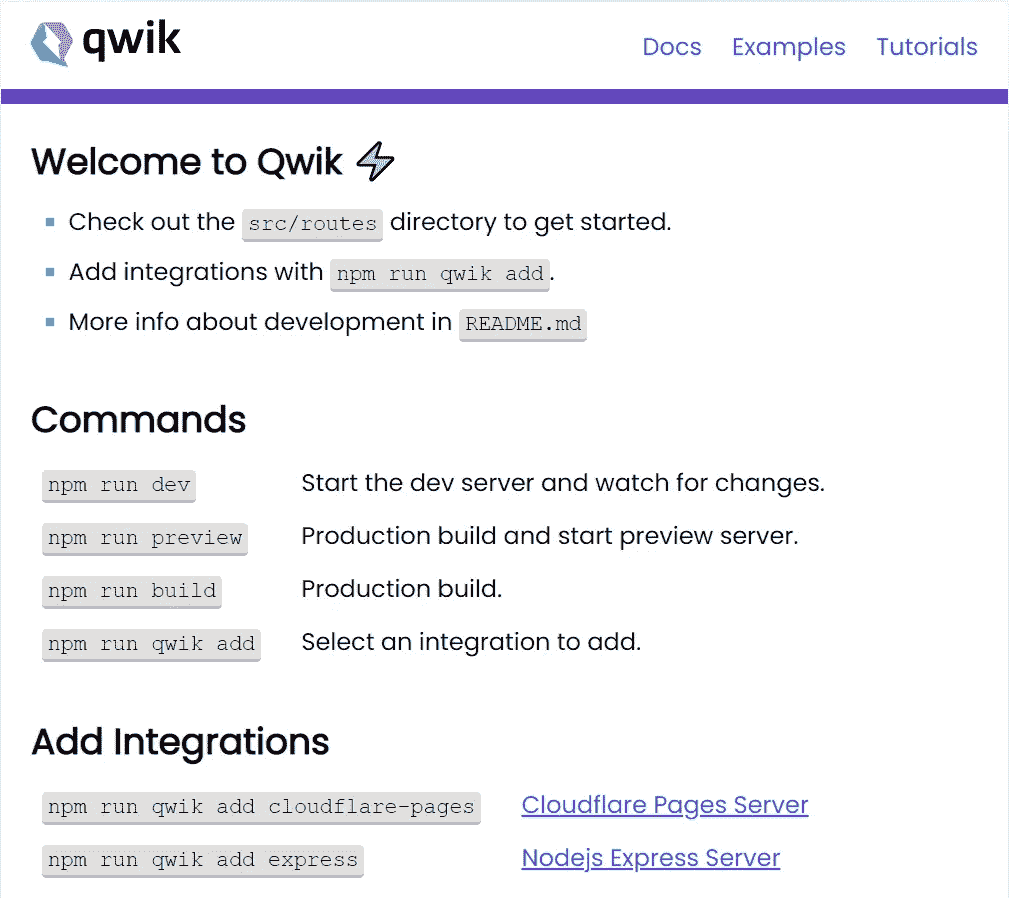 qwik
Docs Examples Tutorials
Welcome to Qwik ⚡
Check out the src/routes directory to get started.
Add integrations with npm run qwik add.
More info about development in README.md
Commands
npm run dev Start the dev server and watch for changes.
npm run preview Production build and start preview server.
npm run build Production build.
npm run qwik add Select an integration to add.
Add Integrations
npm run qwik add cloudflare-pages Cloudflare Pages Server
npm run qwik add express Nodejs Express Server